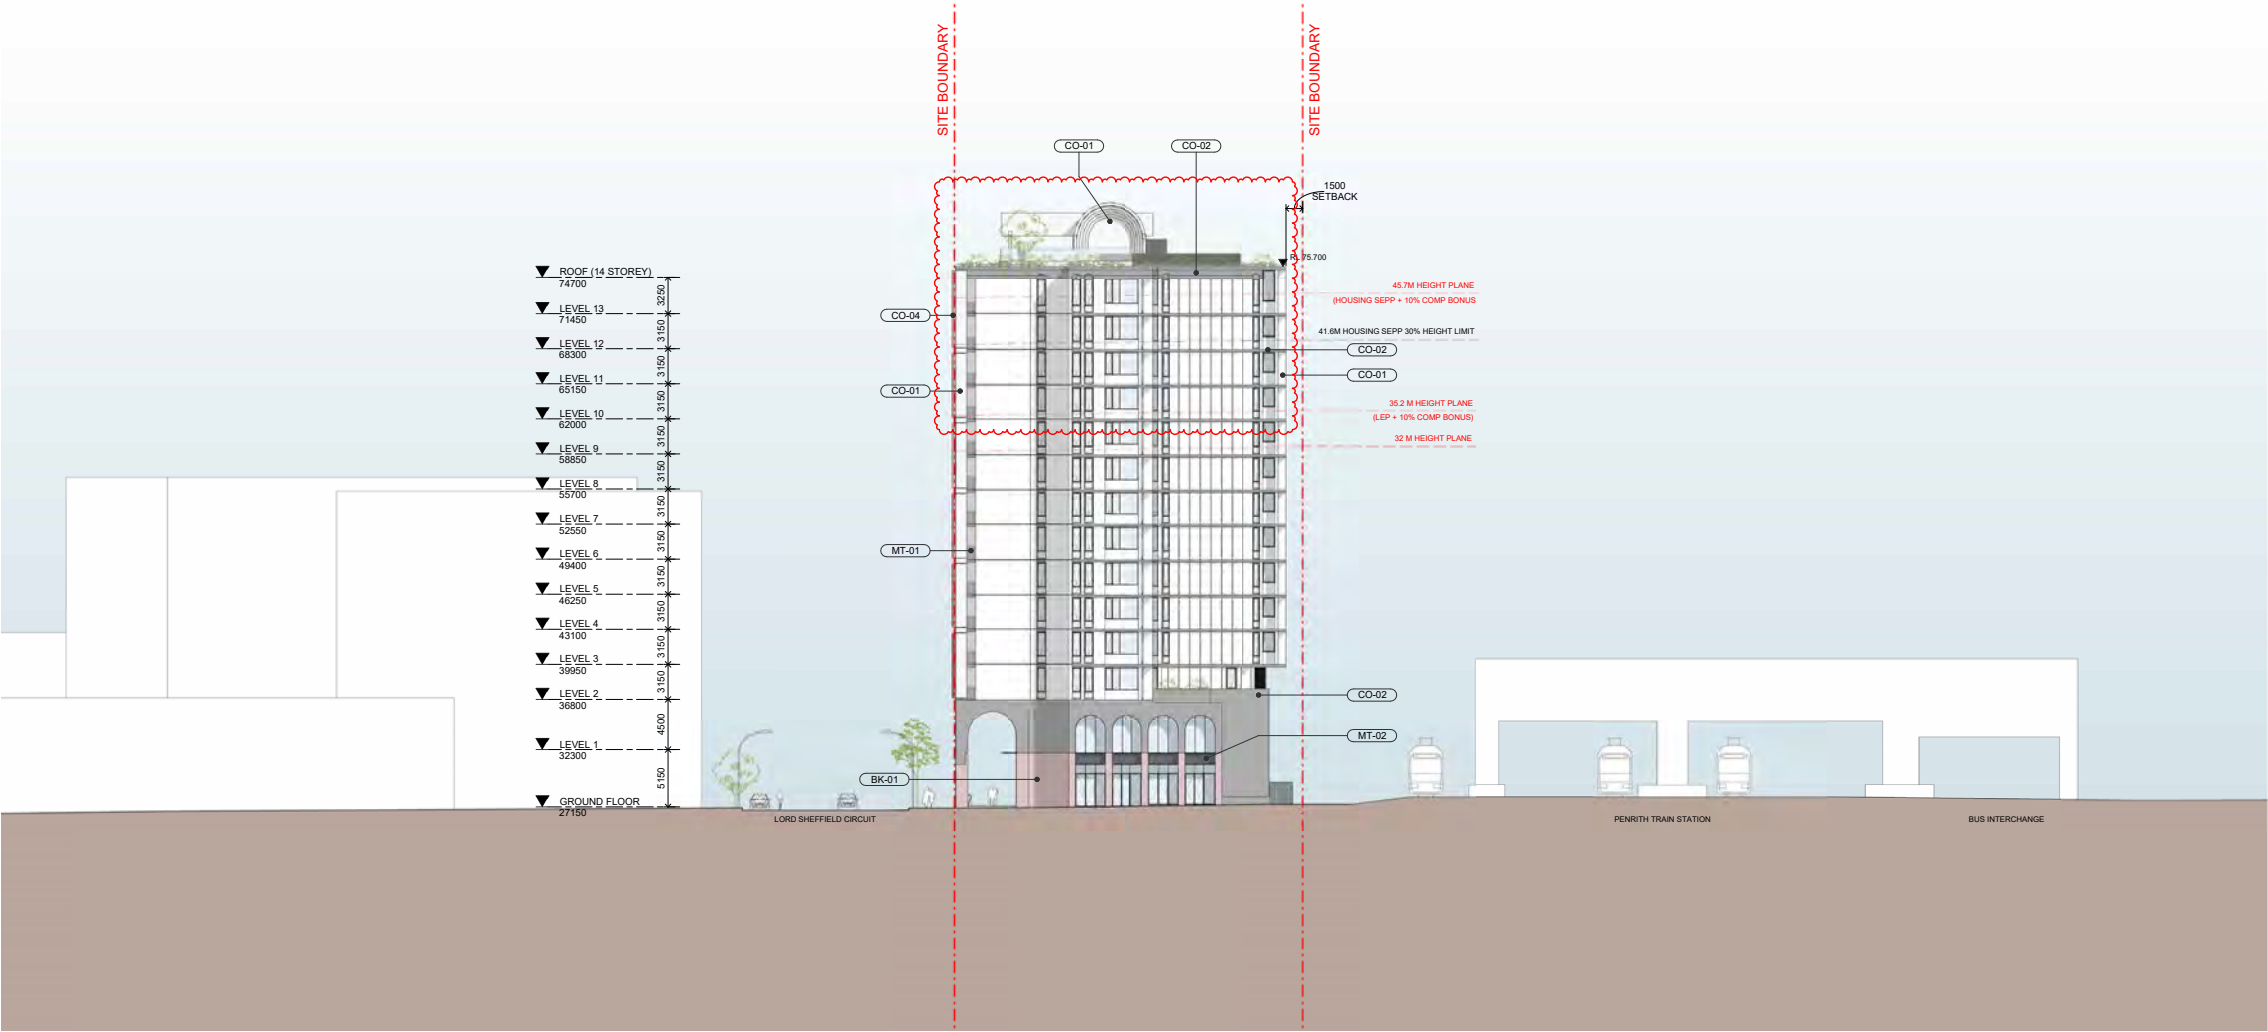 SITE BOUNDARY
SITE BOUNDARY
CO-01
CO-02
1500
SETBACK
RL 75.700
ROOF (14 STOREY)
74700
3250
LEVEL 13
71450
3150
LEVEL 12
68300
3150
LEVEL 11
65150
3150
LEVEL 10
62000
3150
LEVEL 9
58850
3150
LEVEL 8
55700
3150
LEVEL 7
52550
3150
LEVEL 6
49400
3150
LEVEL 5
46250
3150
LEVEL 4
43100
3150
LEVEL 3
39950
3150
LEVEL 2
36800
4500
LEVEL 1
32300
5150
GROUND FLOOR
27150
CO-04
CO-01
MT-01
BK-01
45.7M HEIGHT PLANE
(HOUSING SEPP + 10% COMP BONUS
41.6M HOUSING SEPP 30% HEIGHT LIMIT
CO-02
CO-01
35.2 M HEIGHT PLANE
(LEP + 10% COMP BONUS)
32 M HEIGHT PLANE
CO-02
MT-02
LORD SHEFFIELD CIRCUIT
PENRITH TRAIN STATION
BUS INTERCHANGE